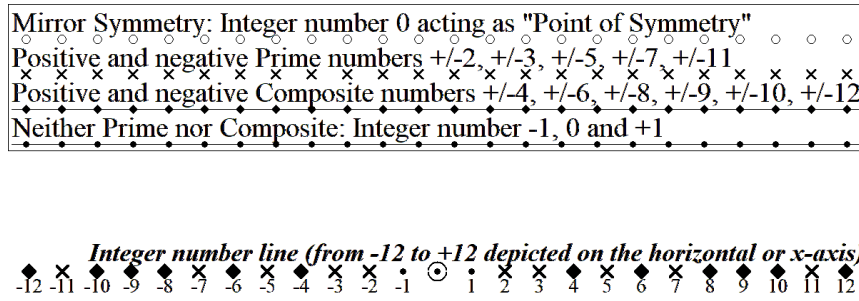 Mirror Symmetry: Integer number 0 acting as "Point of Symmetry"
Positive and negative Prime numbers +/-2, +/-3, +/-5, +/-7, +/-11
Positive and negative Composite numbers +/-4, +/-6, +/-8, +/-9, +/-10, +/-12
Neither Prime nor Composite: Integer number -1, 0 and +1
Integer number line (from -12 to +12 depicted on the horizontal or x-axis)
-12 -11 -10 -9 -8 -7 -6 -5 -4 -3 -2 -1 1 2 3 4 5 6 7 8 9 10 11 12